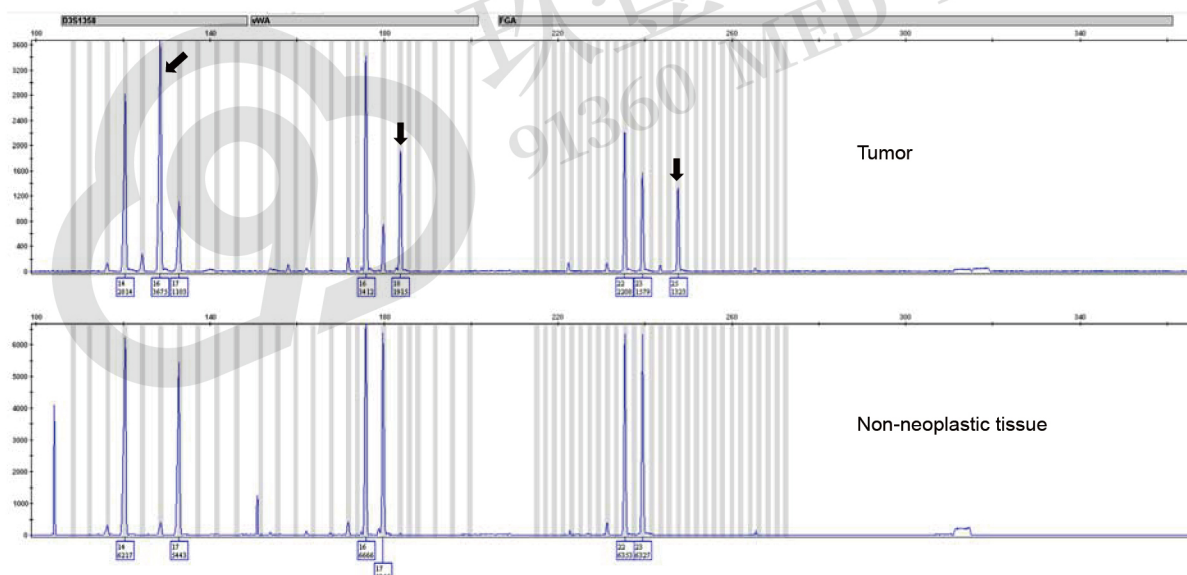 D3S1358 vWA FGA
100 140 180 220 260 300 340
3600
3200
2800
2400
2000
1600
1200
800
400
0
Tumor
14 16 17 16 18 22 23 25
2814 3675 1103 3412 1915 2208 1579 1323
100 140 180 220 260 300 340
6000
5000
4000
3000
2000
1000
0
Non-neoplastic tissue
14 17 16 22 23
6217 5443 6666 6353 6327
17
91360 MED